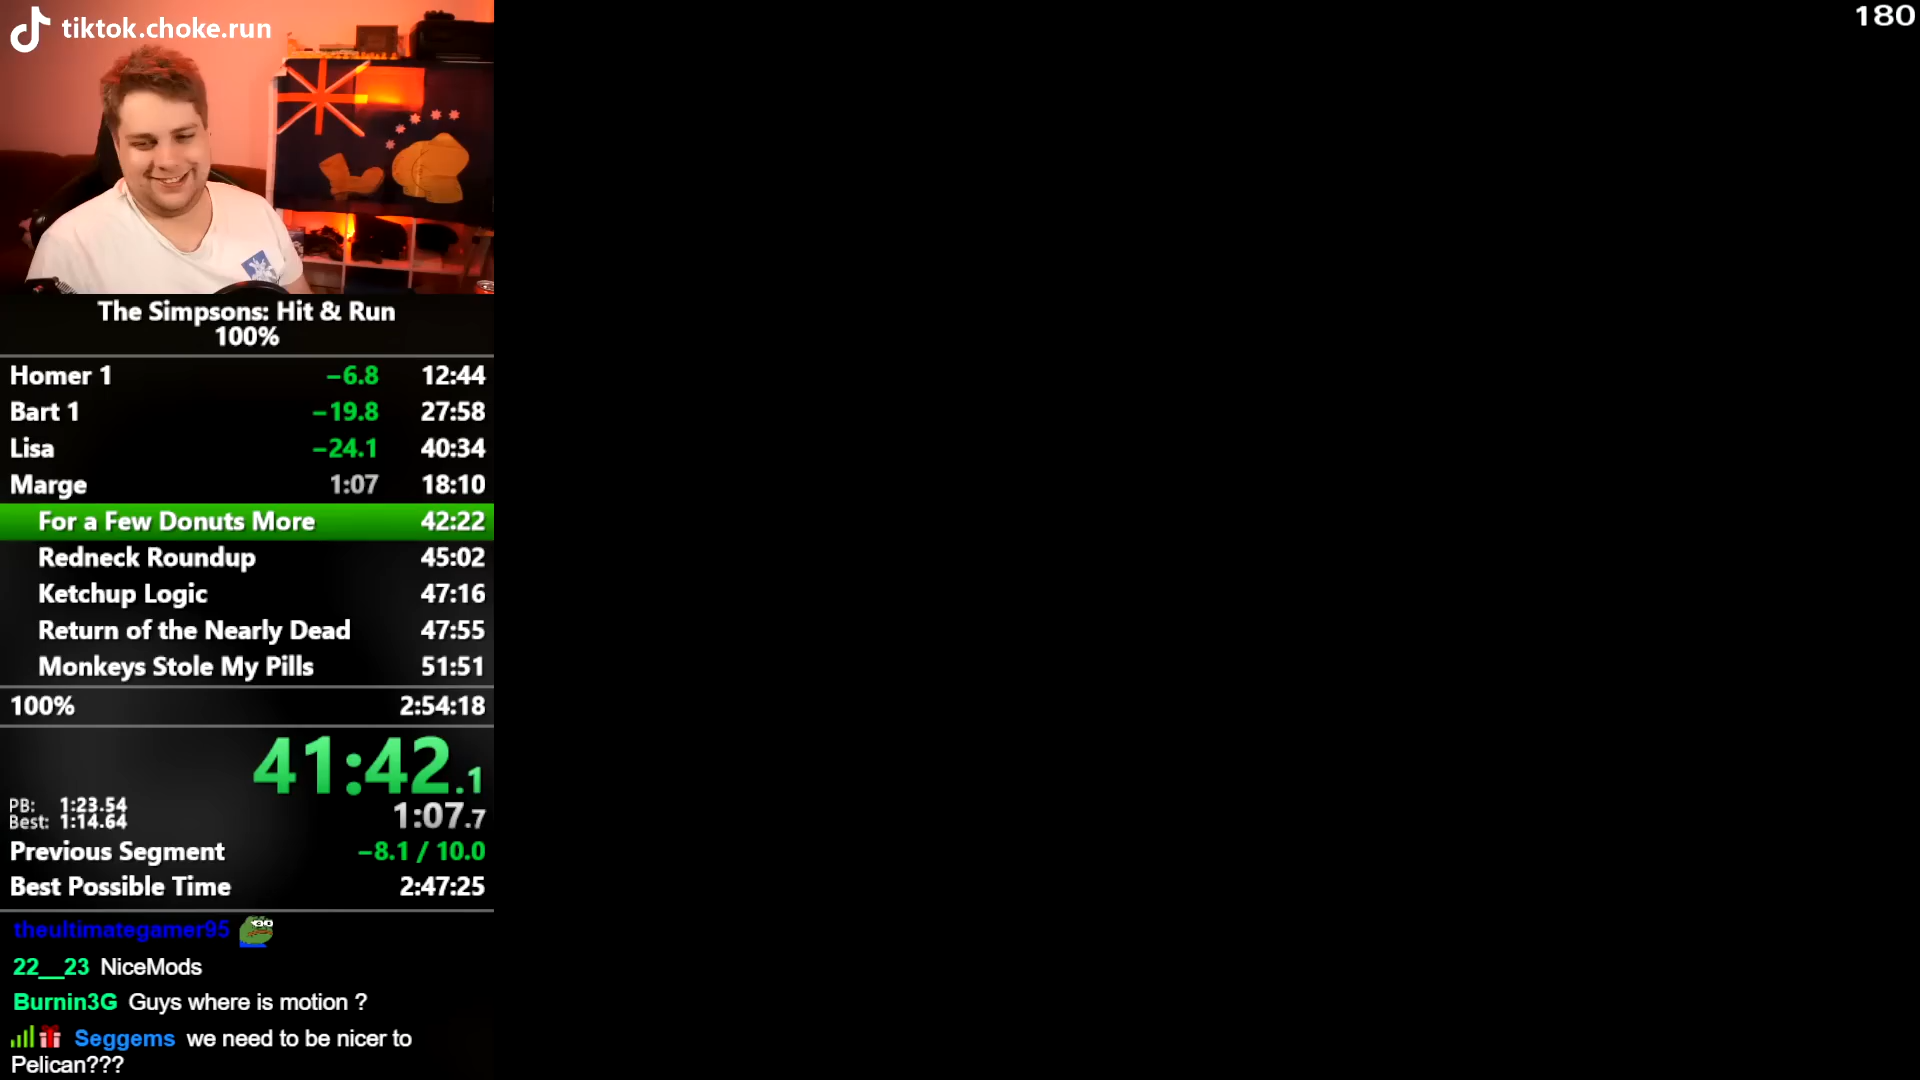 tiktok.choke.run
180
The Simpsons: Hit & Run
100%
Homer 1 −6.8 12:44
Bart 1 −19.8 27:58
Lisa −24.1 40:34
Marge 1:07 18:10
For a Few Donuts More 42:22
Redneck Roundup 45:02
Ketchup Logic 47:16
Return of the Nearly Dead 47:55
Monkeys Stole My Pills 51:51
100% 2:54:18
41:42.1
PB: 1:23.54
Best: 1:14.64
1:07.7
Previous Segment −8.1 / 10.0
Best Possible Time 2:47:25
theultimategamer95
22__23 NiceMods
Burnin3G Guys where is motion ?
Seggems we need to be nicer to
Pelican???